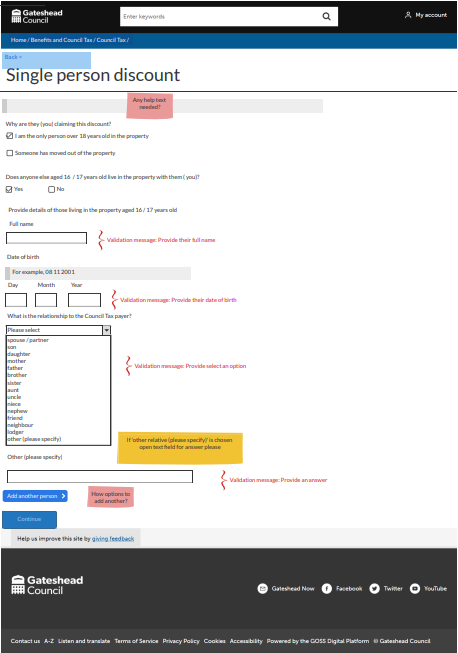 Gateshead
Council
Enter keywords
My account
Home / Benefits and Council Tax / Council Tax /
Back >
Single person discount
Any help text
needed?
Why are they (you) claiming this discount?
I am the only person over 18 years old in the property
Someone has moved out of the property
Does anyone else aged 16 / 17 years old live in the property with them ( you)?
Yes
No
Provide details of those living in the property aged 16 / 17 years old
Full name
Validation message: Provide their full name
Date of birth
For example, 08 11 2001
Day Month Year
Validation message: Provide their date of birth
What is the relationship to the Council Tax payer?
Please select
spouse / partner
son
daughter
mother
father
brother
sister
aunt
uncle
niece
nephew
friend
neighbour
lodger
other (please specify)
Validation message: Provide select an option
If 'other relative (please specify)' is chosen
open text field for answer please
Other (please specify)
Validation message: Provide an answer
Add another person
How options to
add another?
Continue
Help us improve this site by giving feedback
Gateshead
Council
Gateshead Now Facebook Twitter YouTube
Contact us A-Z Listen and translate Terms of Service Privacy Policy Cookies Accessibility Powered by the GOSS Digital Platform © Gateshead Council